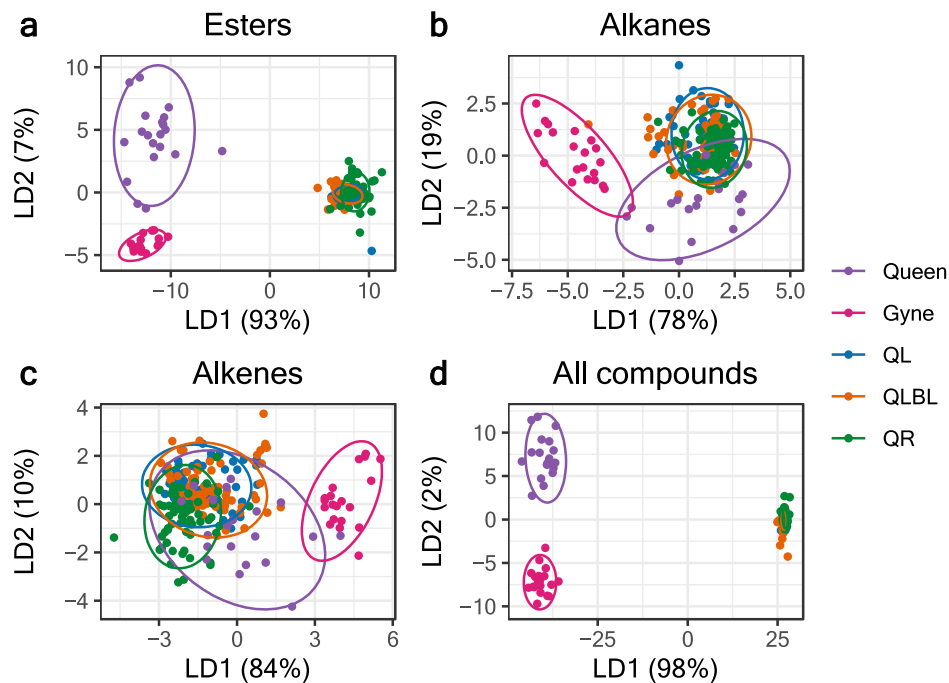 a
Esters
10
5
0
−5
−10
0
10
LD2 (7%)
LD1 (93%)
b
Alkanes
2.5
0.0
−2.5
−5.0
−7.5
−5.0
−2.5
0.0
2.5
5.0
LD2 (19%)
LD1 (78%)
c
Alkenes
4
2
0
−2
−4
−3
0
3
6
LD2 (10%)
LD1 (84%)
d
All compounds
10
5
0
−5
−10
−25
0
25
LD2 (2%)
LD1 (98%)
Queen
Gyne
QL
QLBL
QR